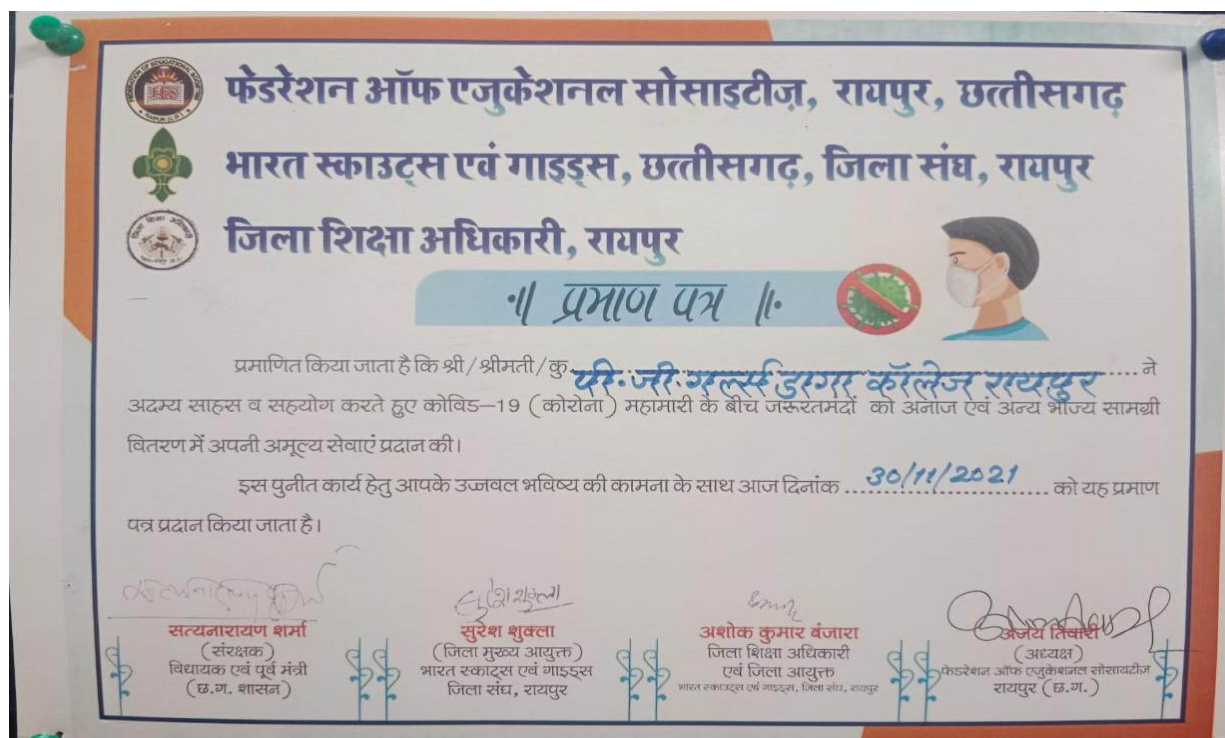 फेडरेशन ऑफ एजुकेशनल सोसाइटीज़, रायपुर, छत्तीसगढ़
भारत स्काउट्स एवं गाइड्स, छत्तीसगढ़, जिला संघ, रायपुर
जिला शिक्षा अधिकारी, रायपुर
॥ प्रमाण पत्र ॥
प्रमाणित किया जाता है कि श्री / श्रीमती / कु पी. जी. गर्ल्स डागा कॉलेज रायपुर ने
अदम्य साहस व सहयोग करते हुए कोविड–19 (कोरोना) महामारी के बीच जरूरतमंदों को अनाज एवं अन्य भोज्य सामग्री
वितरण में अपनी अमूल्य सेवाएं प्रदान की।
इस पुनीत कार्य हेतु आपके उज्जवल भविष्य की कामना के साथ आज दिनांक 30/11/2021 को यह प्रमाण
पत्र प्रदान किया जाता है।
सुरेश शुक्ला
सत्यनारायण शर्मा
(संरक्षक)
विधायक एवं पूर्व मंत्री
(छ.ग. शासन)
सुरेश शुक्ला
(जिला मुख्य आयुक्त)
भारत स्काट्स एवं गाइड्स
जिला संघ, रायपुर
अशोक कुमार बंजारा
जिला शिक्षा अधिकारी
एवं जिला आयुक्त
भारत स्काउट्स एवं गाइड्स, जिला संघ, रायपुर
अजय तिवारी
(अध्यक्ष)
फेडरेशन ऑफ एजुकेशनल सोसायटीज
रायपुर (छ.ग.)